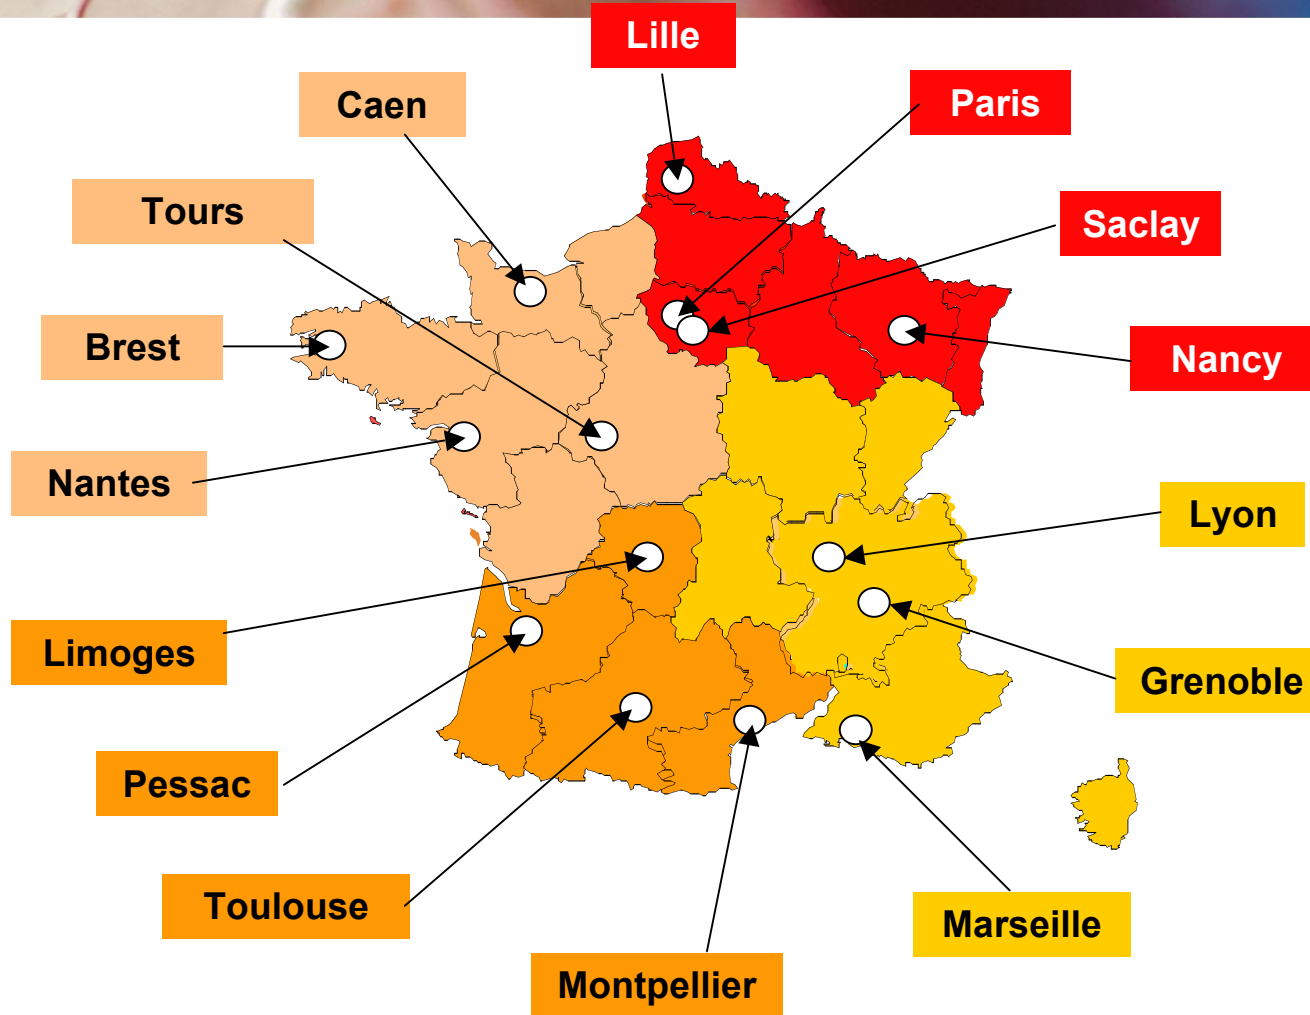 Lille
Paris
Caen
Tours
Saclay
Brest
Nancy
Nantes
Lyon
Limoges
Grenoble
Pessac
Toulouse
Marseille
Montpellier